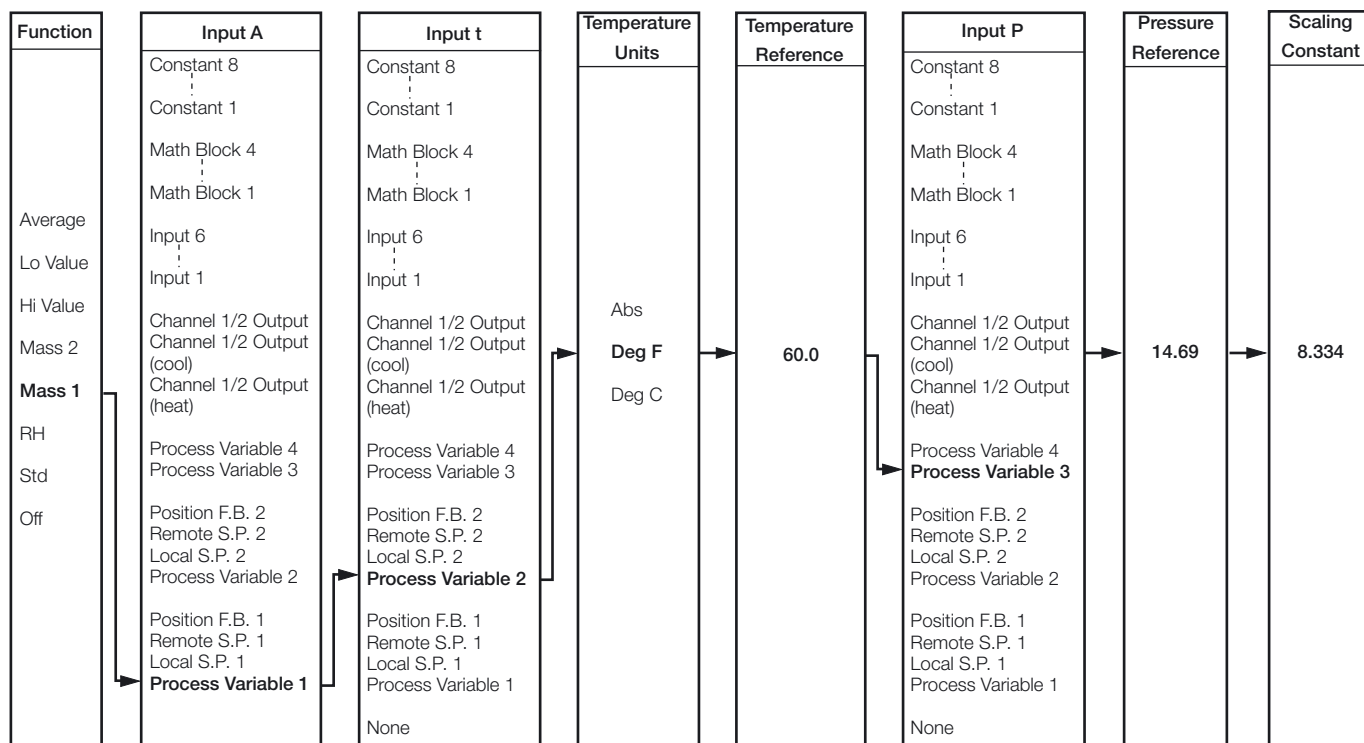 Function
Average
Lo Value
Hi Value
Mass 2
Mass 1
RH
Std
Off
Input A
Constant 8
Constant 1
Math Block 4
Math Block 1
Input 6
Input 1
Channel 1/2 Output
Channel 1/2 Output
(cool)
Channel 1/2 Output
(heat)
Process Variable 4
Process Variable 3
Position F.B. 2
Remote S.P. 2
Local S.P. 2
Process Variable 2
Position F.B. 1
Remote S.P. 1
Local S.P. 1
Process Variable 1
Input t
Constant 8
Constant 1
Math Block 4
Math Block 1
Input 6
Input 1
Channel 1/2 Output
Channel 1/2 Output
(cool)
Channel 1/2 Output
(heat)
Process Variable 4
Process Variable 3
Position F.B. 2
Remote S.P. 2
Local S.P. 2
Process Variable 2
Position F.B. 1
Remote S.P. 1
Local S.P. 1
Process Variable 1
None
Temperature
Units
Abs
Deg F
Deg C
Temperature
Reference
60.0
Input P
Constant 8
Constant 1
Math Block 4
Math Block 1
Input 6
Input 1
Channel 1/2 Output
Channel 1/2 Output
(cool)
Channel 1/2 Output
(heat)
Process Variable 4
Process Variable 3
Position F.B. 2
Remote S.P. 2
Local S.P. 2
Process Variable 2
Position F.B. 1
Remote S.P. 1
Local S.P. 1
Process Variable 1
None
Pressure
Reference
14.69
Scaling
Constant
8.334